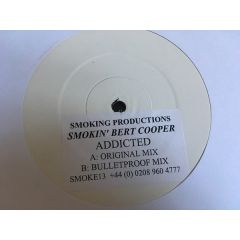 SMOKING PRODUCTIONS
SMOKIN' BERT COOPER
ADDICTED
A: ORIGINAL MIX
B: BULLETPROOF MIX
SMOKE13 +44 (0) 0208 960 4777